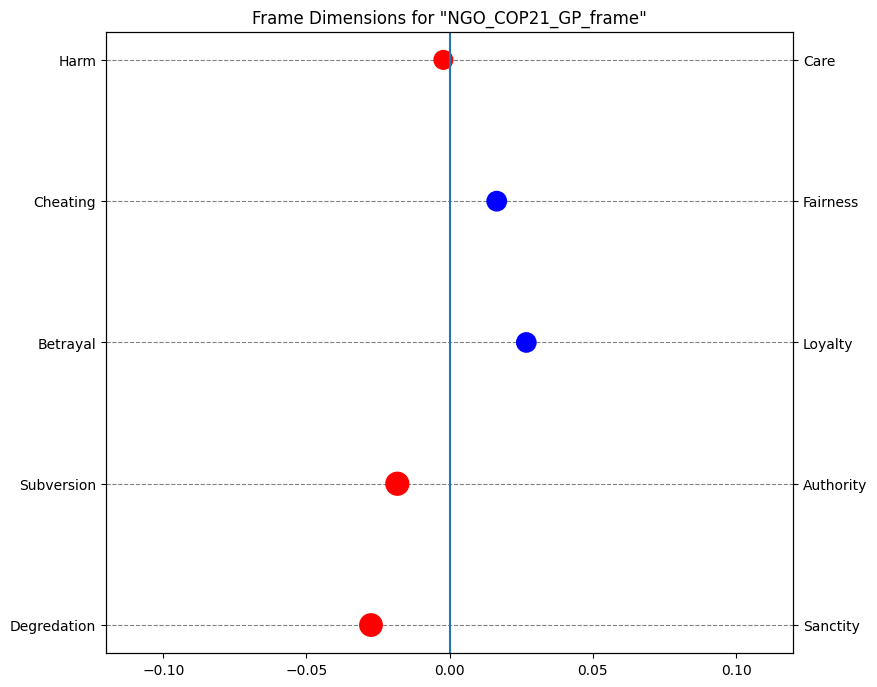 Frame Dimensions for "NGO_COP21_GP_frame"
Harm
Care
Cheating
Fairness
Betrayal
Loyalty
Subversion
Authority
Degredation
Sanctity
−0.10
−0.05
0.00
0.05
0.10